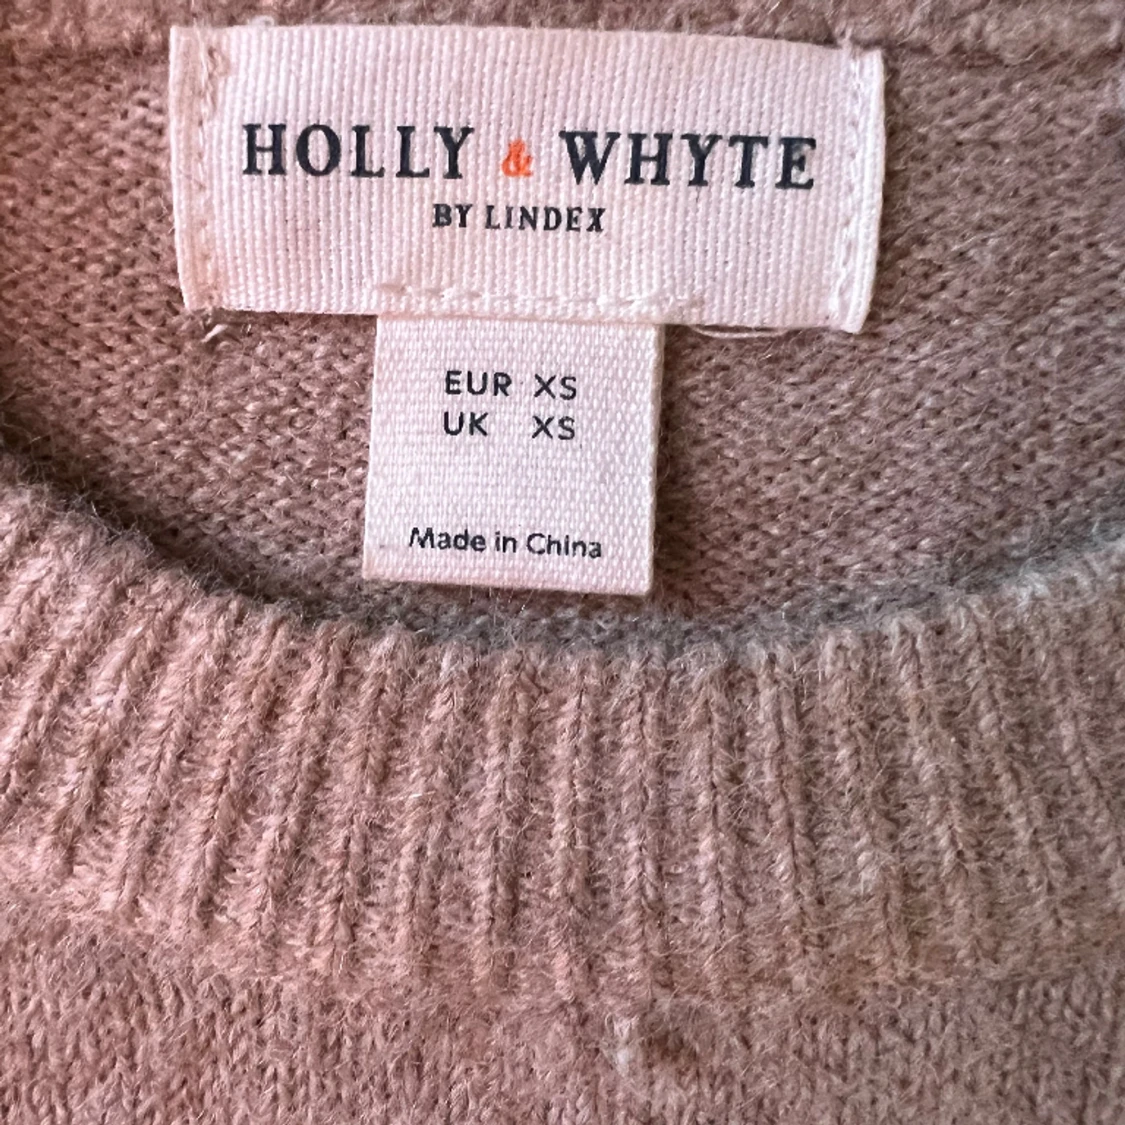 HOLLY & WHYTE
BY LINDEX
EUR XS
UK XS
Made in China